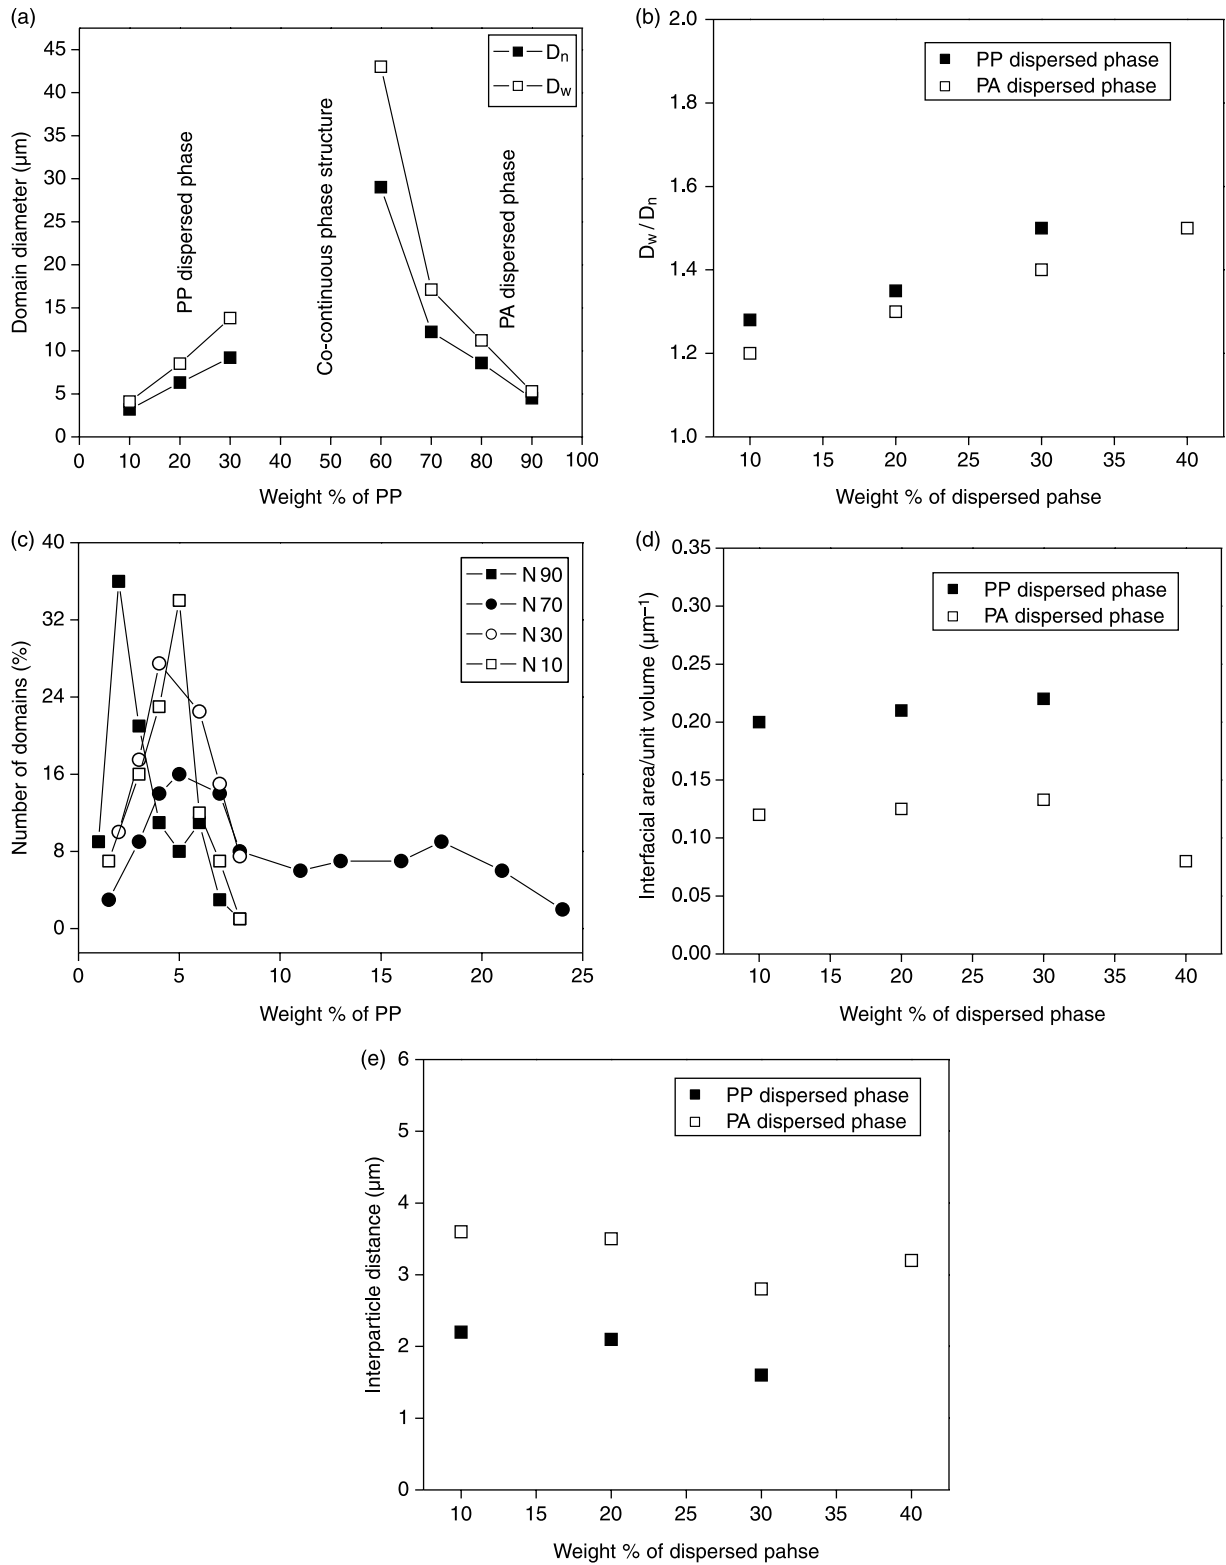 (a)
45
40
35
30
25
20
15
10
5
0
Domain diameter (μm)
PP dispersed phase
Co-continuous phase structure
PA dispersed phase
Dn
Dw
0 10 20 30 40 50 60 70 80 90 100
Weight % of PP
(b)
2.0
1.8
1.6
1.4
1.2
1.0
Dw / Dn
PP dispersed phase
PA dispersed phase
10 15 20 25 30 35 40
Weight % of dispersed pahse
(c)
40
32
24
16
8
0
Number of domains (%)
N 90
N 70
N 30
N 10
0 5 10 15 20 25
Weight % of PP
(d)
0.35
0.30
0.25
0.20
0.15
0.10
0.05
0.00
Interfacial area/unit volume (μm−1)
PP dispersed phase
PA dispersed phase
10 15 20 25 30 35 40
Weight % of dispersed phase
(e)
6
5
4
3
2
1
0
Interparticle distance (μm)
PP dispersed phase
PA dispersed phase
10 15 20 25 30 35 40
Weight % of dispersed pahse